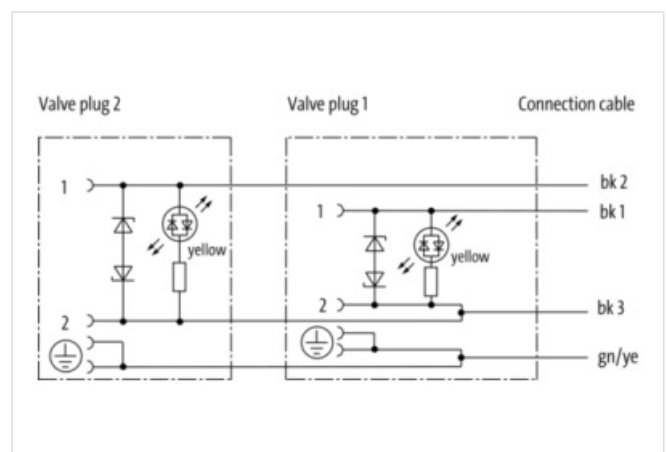 Valve plug 2 Valve plug 1 Connection cable
1 bk 2
1 bk 1
yellow yellow
2 bk 3
2
gn/ye